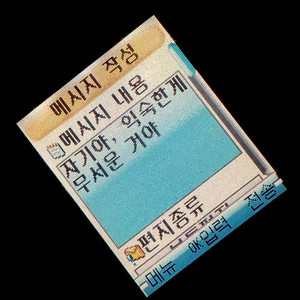 메시지 작성
메시지 내용
자기야, 익숙한게
무서운 거야
편지종류
메뉴 확입력 전송